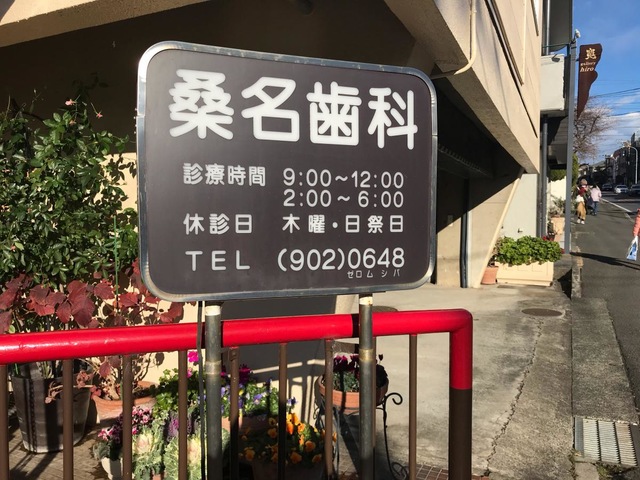 桑名歯科
診療時間 9:00～12:00
2:00～6:00
休診日 木曜・日祭日
TEL (902)0648
ゼロムシバ